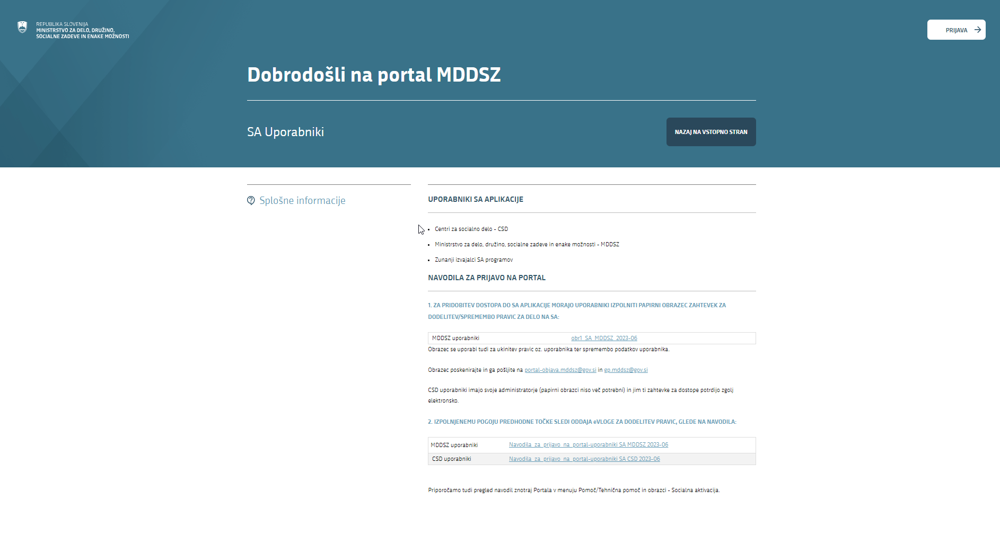 REPUBLIKA SLOVENIJA
MINISTRSTVO ZA DELO, DRUŽINO,
SOCIALNE ZADEVE IN ENAKE MOŽNOSTI
PRIJAVA
Dobrodošli na portal MDDSZ
SA Uporabniki
NAZAJ NA VSTOPNO STRAN
Splošne informacije
UPORABNIKI SA APLIKACIJE
• Centri za socialno delo - CSD
• Ministrstvo za delo, družino, socialne zadeve in enake možnosti - MDDSZ
• Zunanji izvajalci SA programov
NAVODILA ZA PRIJAVO NA PORTAL
1. ZA PRIDOBITEV DOSTOPA DO SA APLIKACIJE MORAJO UPORABNIKI IZPOLNITI PAPIRNI OBRAZEC ZAHTEVEK ZA
DODELITEV/SPREMEMBO PRAVIC ZA DELO NA SA:
MDDSZ uporabniki obr1_SA_MDDSZ_2023-06
Obrazec se uporabi tudi za ukinitev pravic oz. uporabnika ter spremembo podatkov uporabnika.
Obrazec poskenirajte in ga pošljite na portal-objava.mddsz@gov.si in gp.mddsz@gov.si
CSD uporabniki imajo svoje administratorje (papirni obrazci niso več potrebni) in jim ti zahtevke za dostope potrdijo zgolj
elektronsko.
2. IZPOLNJENEMU POGOJU PREDHODNE TOČKE SLEDI ODDAJA eVLOGE ZA DODELITEV PRAVIC, GLEDE NA NAVODILA:
MDDSZ uporabniki Navodila_za_prijavo_na_portal-uporabniki SA MDDSZ 2023-06
CSD uporabniki Navodila_za_prijavo_na_portal-uporabniki SA CSD 2023-06
Priporočamo tudi pregled navodil znotraj Portala v menuju Pomoč/Tehnična pomoč in obrazci - Socialna aktivacija.